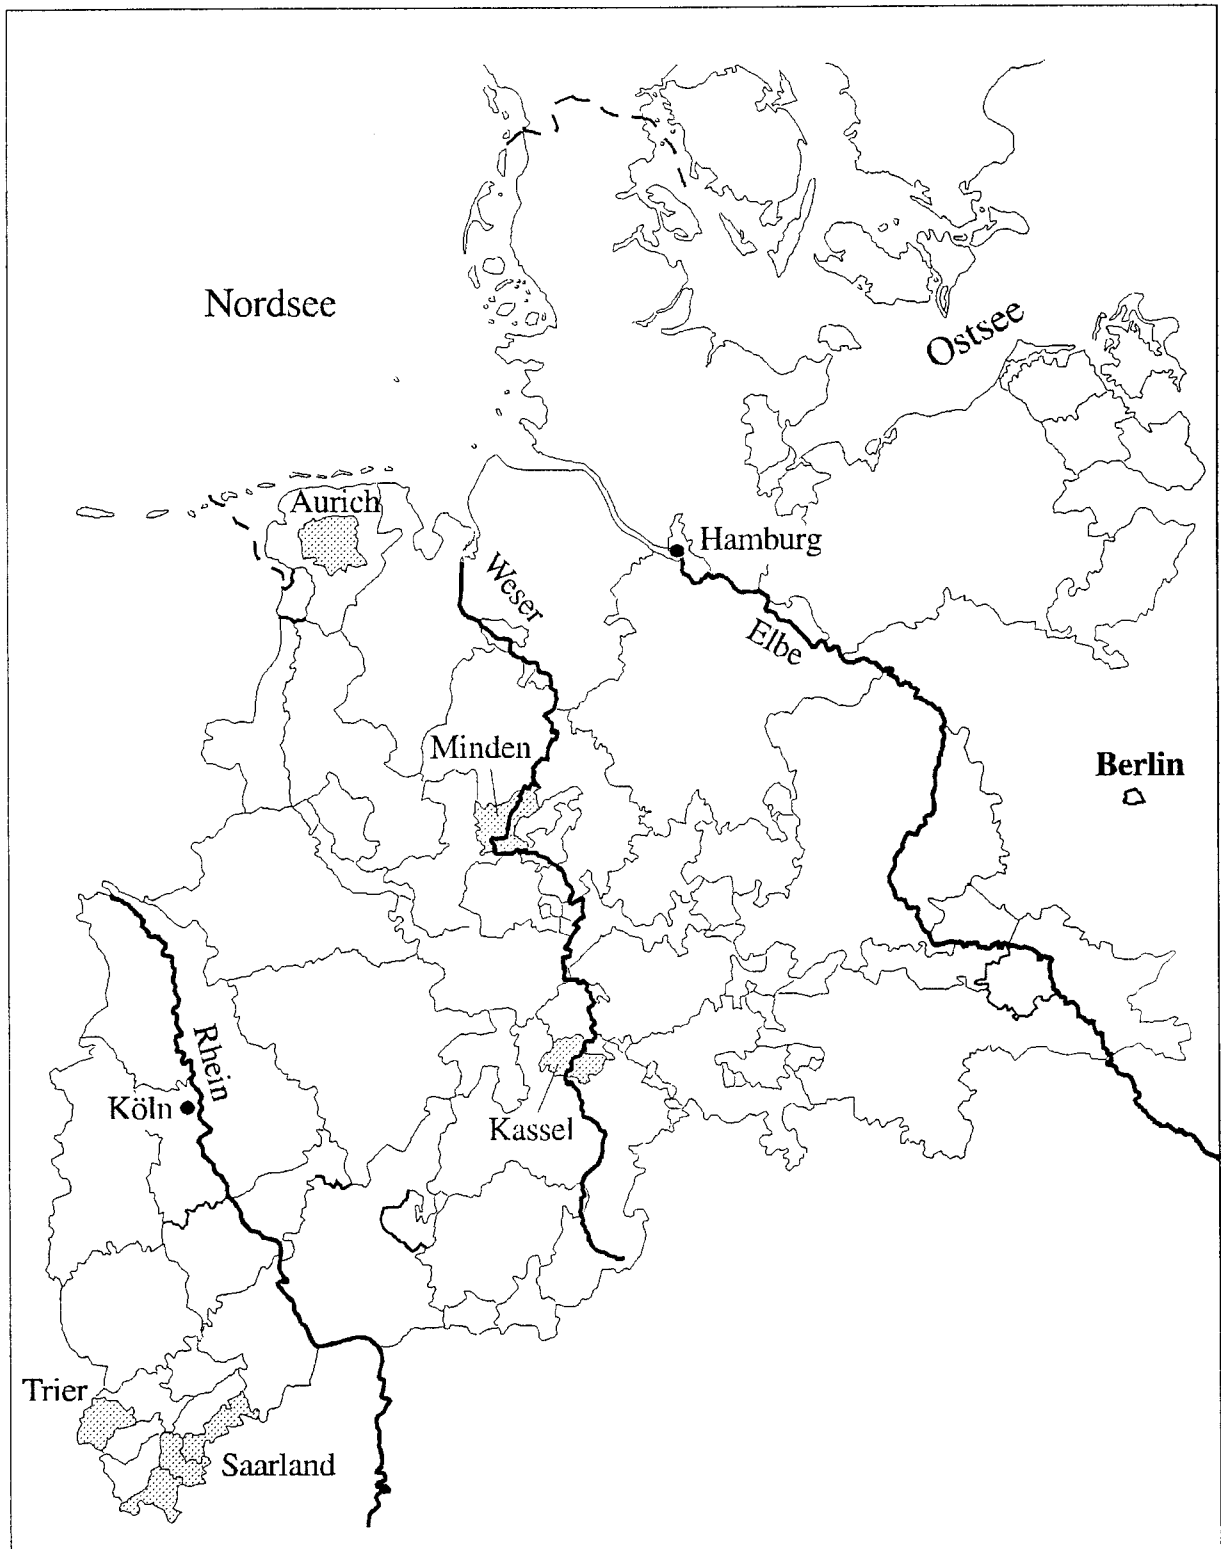 Nordsee
Ostsee
Aurich
Hamburg
Weser
Elbe
Minden
Berlin
Rhein
Köln
Kassel
Trier
Saarland